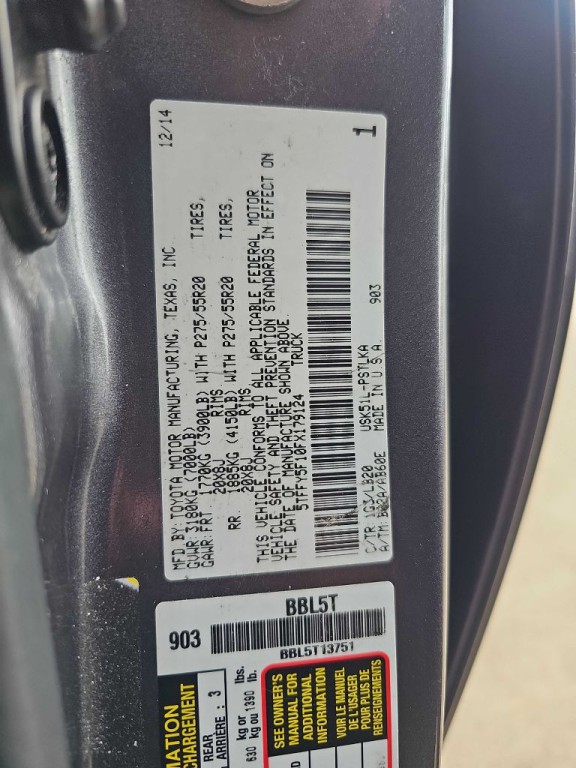 12/14
1
MFD BY:TOYOTA MOTOR MANUFACTURING, TEXAS, INC
GVWR: 3180KG (7000LB)
GAWR: FRT. 1770KG (3900LB) WITH P275/55R20 TIRES,
20X8J RIMS
RR. 1885KG (4150LB) WITH P275/55R20 TIRES,
20X8J RIMS
THIS VEHICLE CONFORMS TO ALL APPLICABLE FEDERAL MOTOR
VEHICLE SAFETY AND THEFT PREVENTION STANDARDS IN EFFECT ON
THE DATE OF MANUFACTURE SHOWN ABOVE.
5TFFY5F10FX179124 TRUCK
C/TR: 1G3/LB20 USK51L-PSTLKA
A/TM: B02A/AB60E MADE IN U S A 903
903
BBL5T
BBL5T13751
MATION
CHARGEMENT
REAR
ARRIÈRE : 3
kg or lbs.
630 kg ou 1390 lb.
SEE OWNER'S
MANUAL FOR
ADDITIONAL
INFORMATION
VOIR LE MANUEL
DE L'USAGER
POUR PLUS DE
RENSEIGNEMENTS